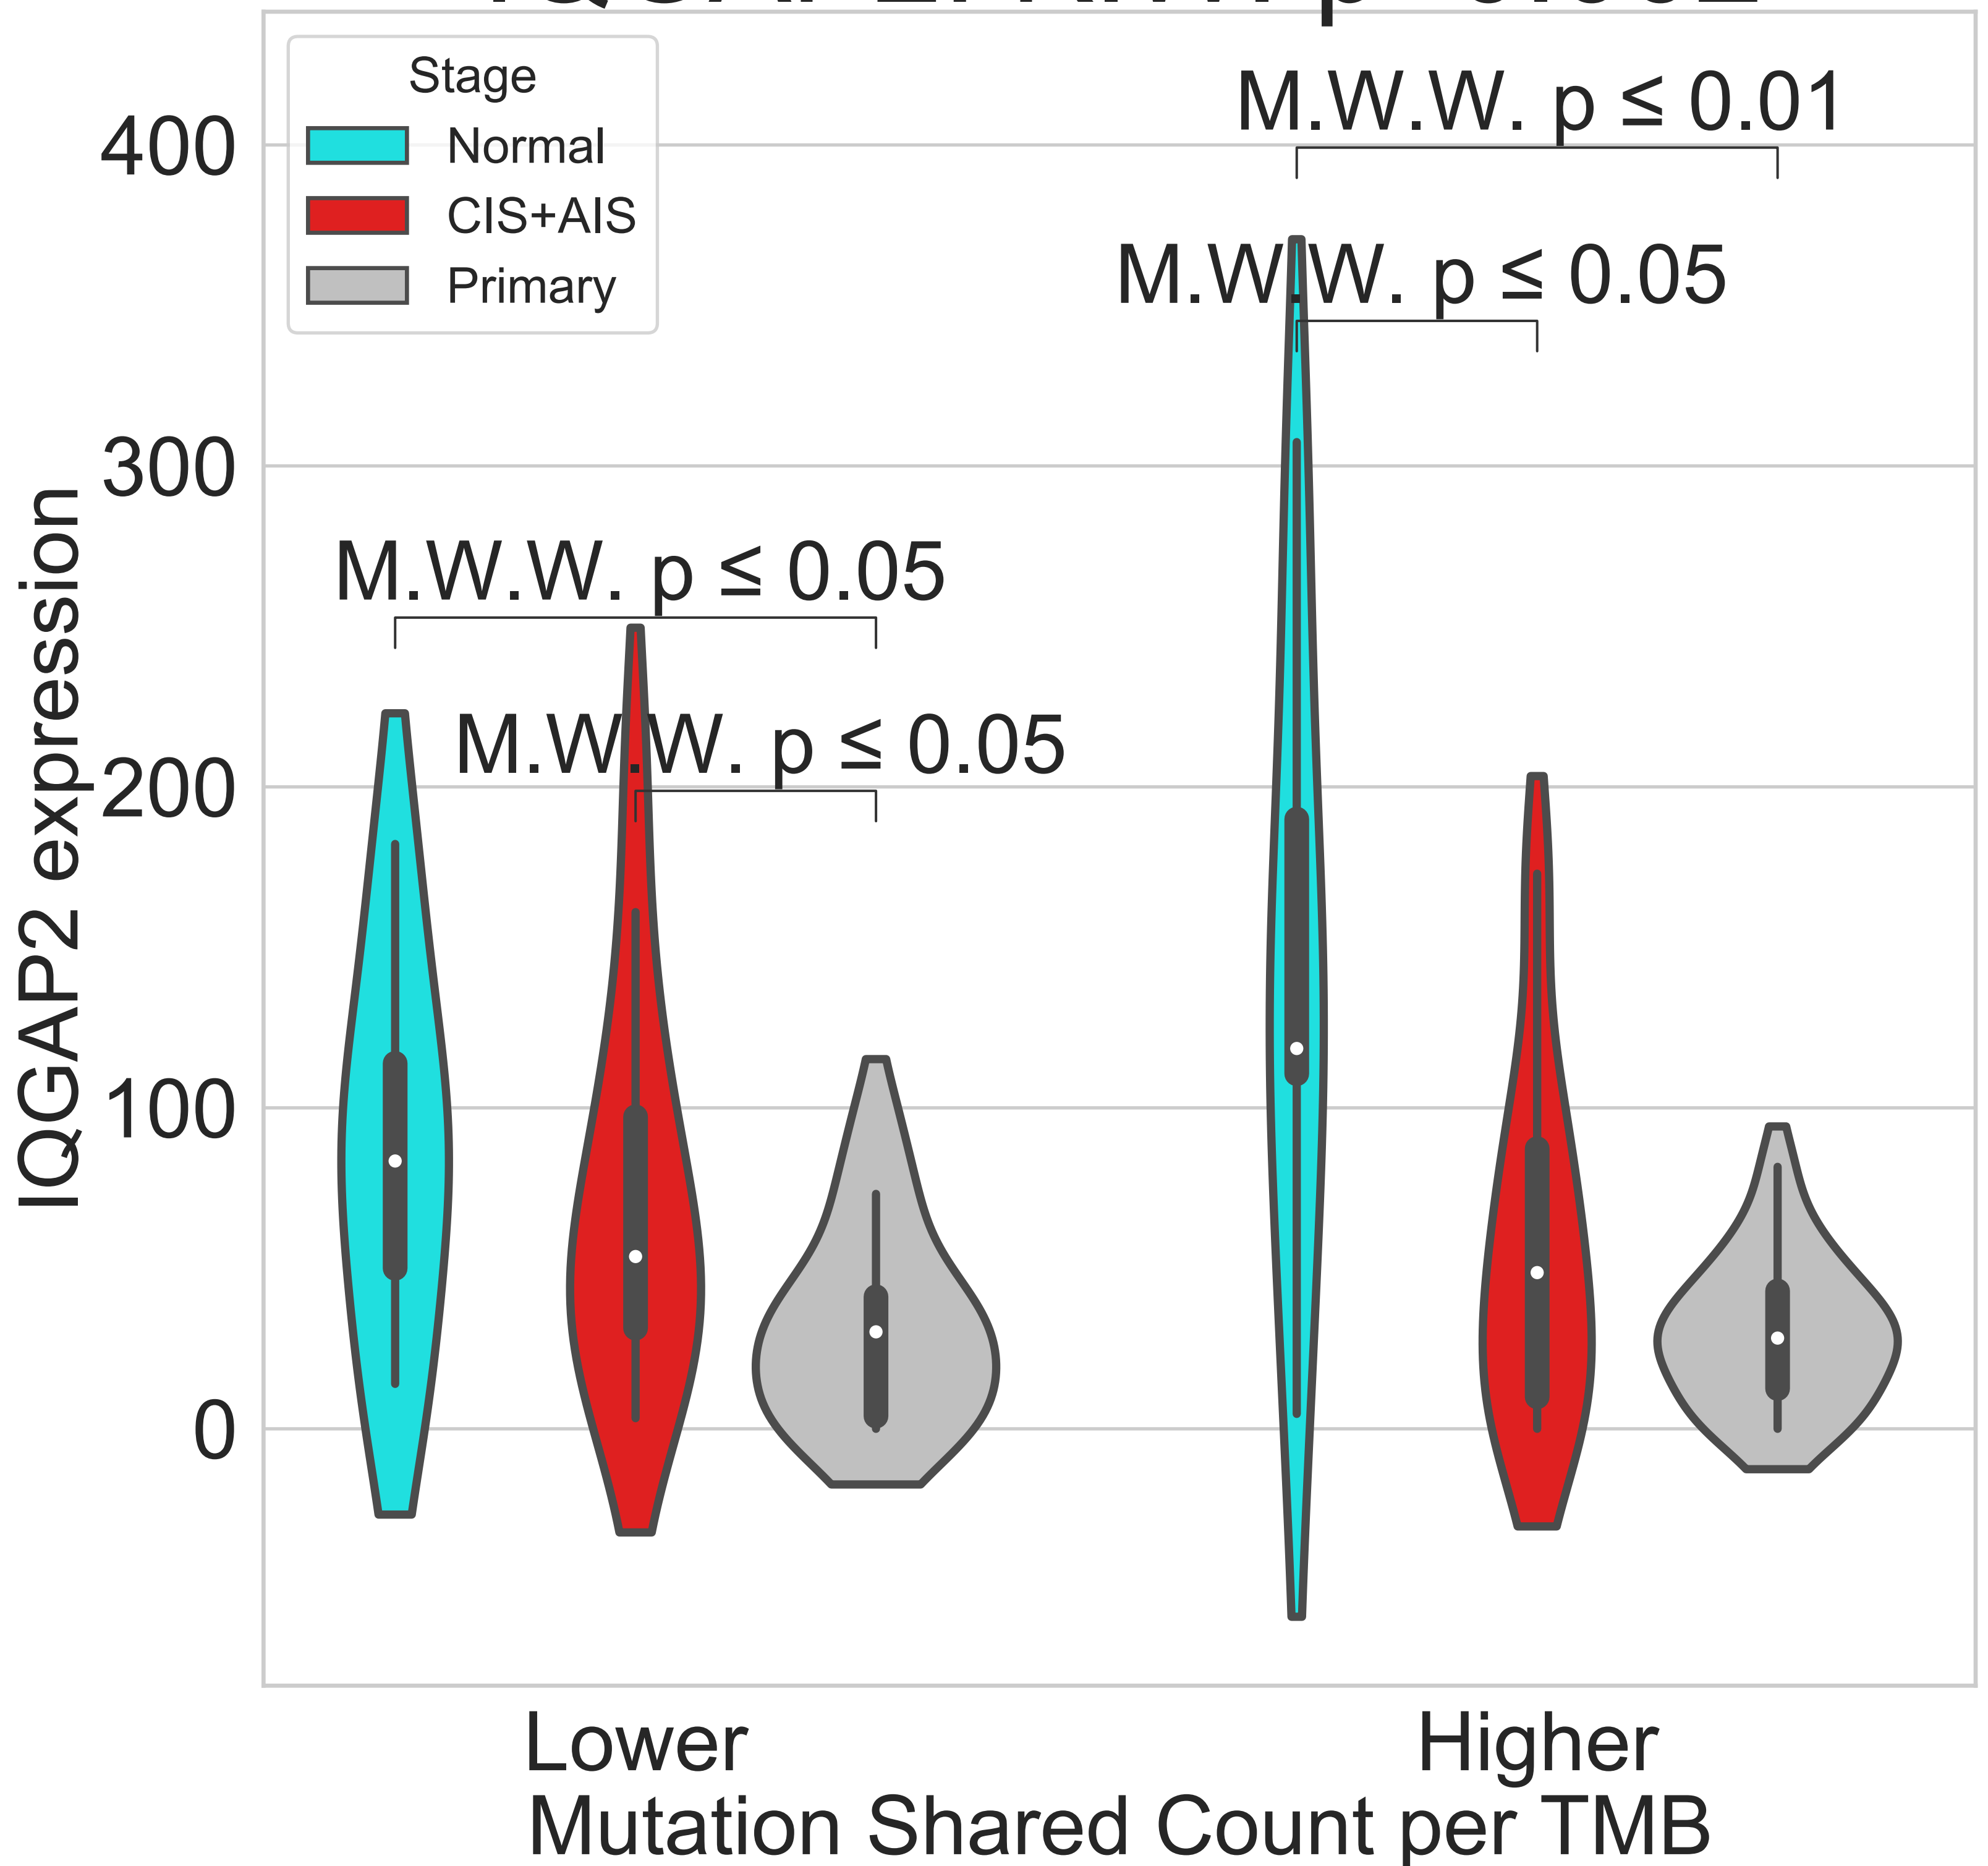 Stage
Normal
CIS+AIS
Primary
M.W.W. p ≤ 0.01
M.W.W. p ≤ 0.05
M.W.W. p ≤ 0.05
M.W.W. p ≤ 0.05
400
300
200
100
0
IQGAP2 expression
Lower
Higher
Mutation Shared Count per TMB